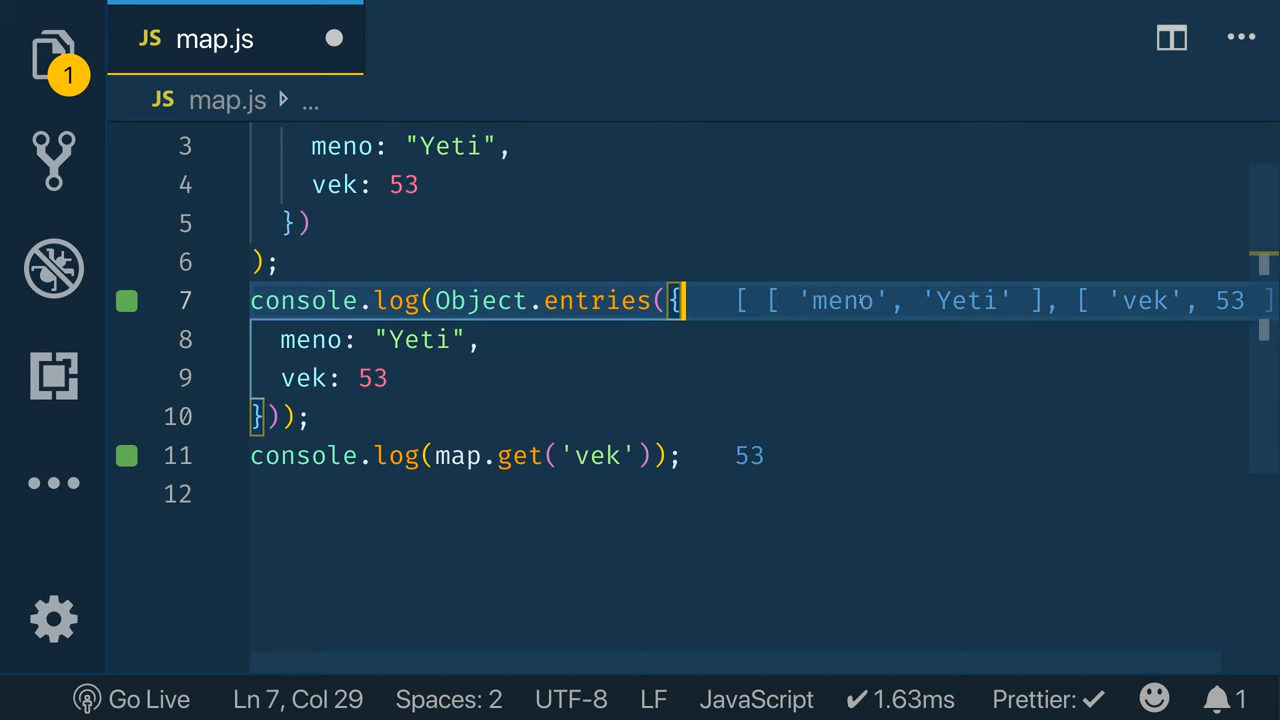 JS map.js
1
JS map.js ...
3 meno: "Yeti",
4 vek: 53
5 })
6 );
7 console.log(Object.entries({ [ [ 'meno', 'Yeti' ], [ 'vek', 53 ]
8 meno: "Yeti",
9 vek: 53
10 }));
11 console.log(map.get('vek')); 53
12
Go Live Ln 7, Col 29 Spaces: 2 UTF-8 LF JavaScript ✔ 1.63ms Prettier: ✔ 1